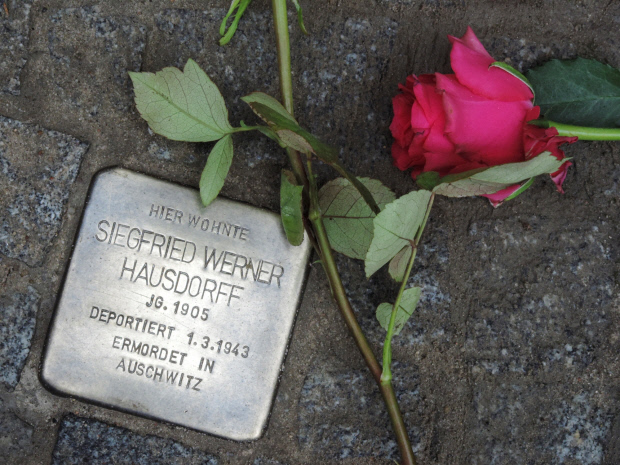 HIER WOHNTE
SIEGFRIED WERNER
HAUSDORFF
JG. 1905
DEPORTIERT 1.3.1943
ERMORDET IN
AUSCHWITZ